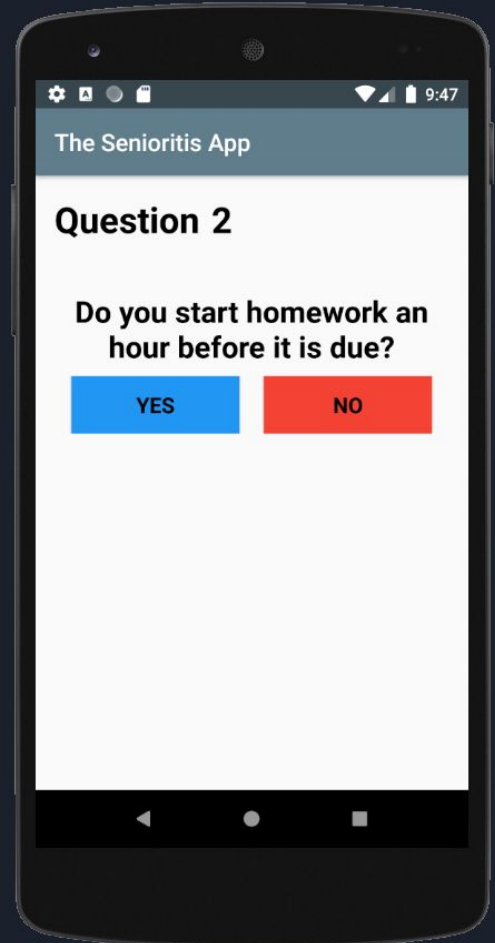 9:47
The Senioritis App
Question 2
Do you start homework an
hour before it is due?
YES NO